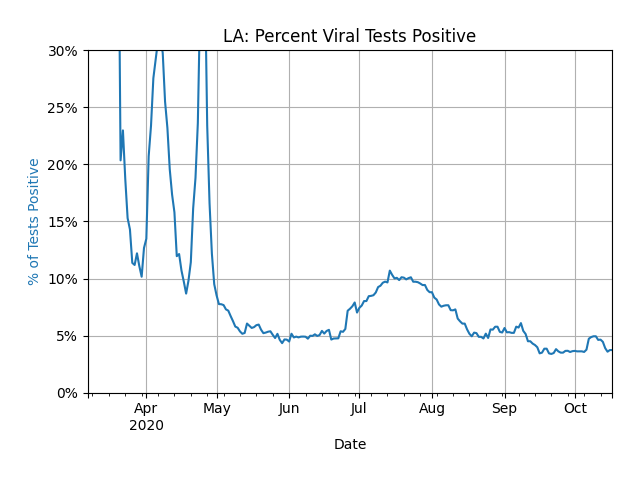 LA: Percent Viral Tests Positive
30%
25%
20%
15%
10%
5%
0%
% of Tests Positive
Apr
2020
May
Jun
Jul
Aug
Sep
Oct
Date